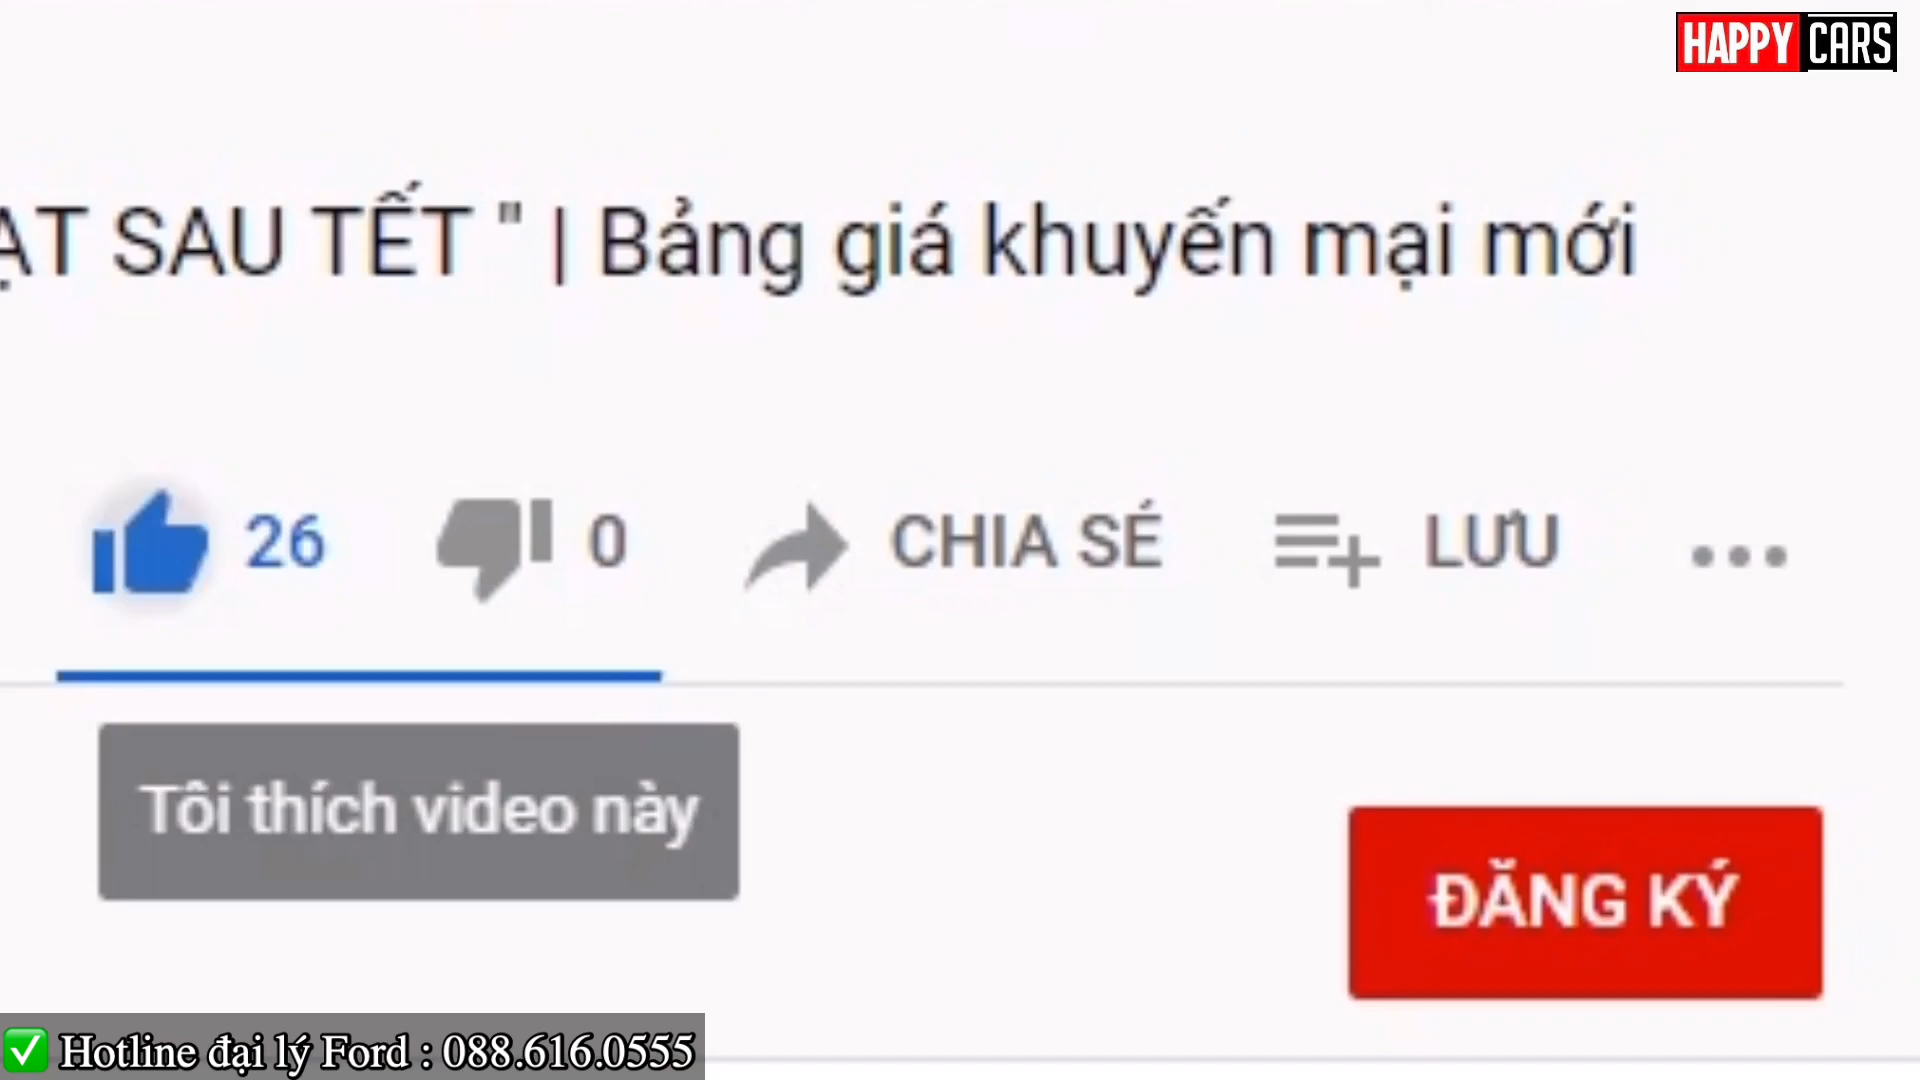 HAPPY CARS
ẠT SAU TẾT " | Bảng giá khuyến mại mới
26 0 CHIA SẺ LƯU
Tôi thích video này
ĐĂNG KÝ
Hotline đại lý Ford : 088.616.0555